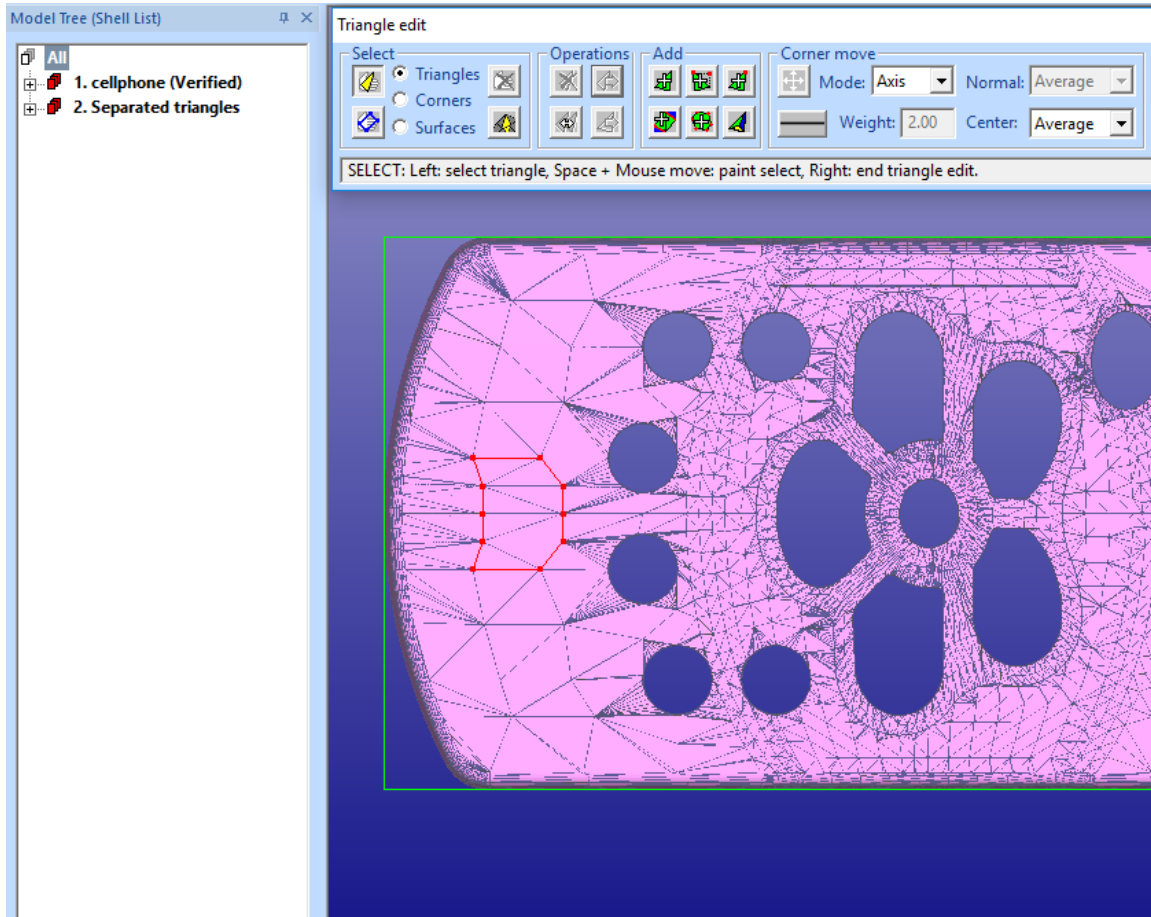 Model Tree (Shell List)
All
1. cellphone (Verified)
2. Separated triangles
Triangle edit
Select
Triangles
Corners
Surfaces
Operations
Add
Corner move
Mode: Axis Normal: Average
Weight: 2.00 Center: Average
SELECT: Left: select triangle, Space + Mouse move: paint select, Right: end triangle edit.